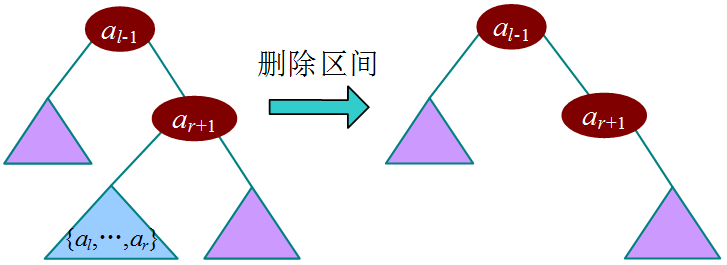 a_{l-1}
a_{r+1}
{a_l,…,a_r}
删除区间
a_{l-1}
a_{r+1}